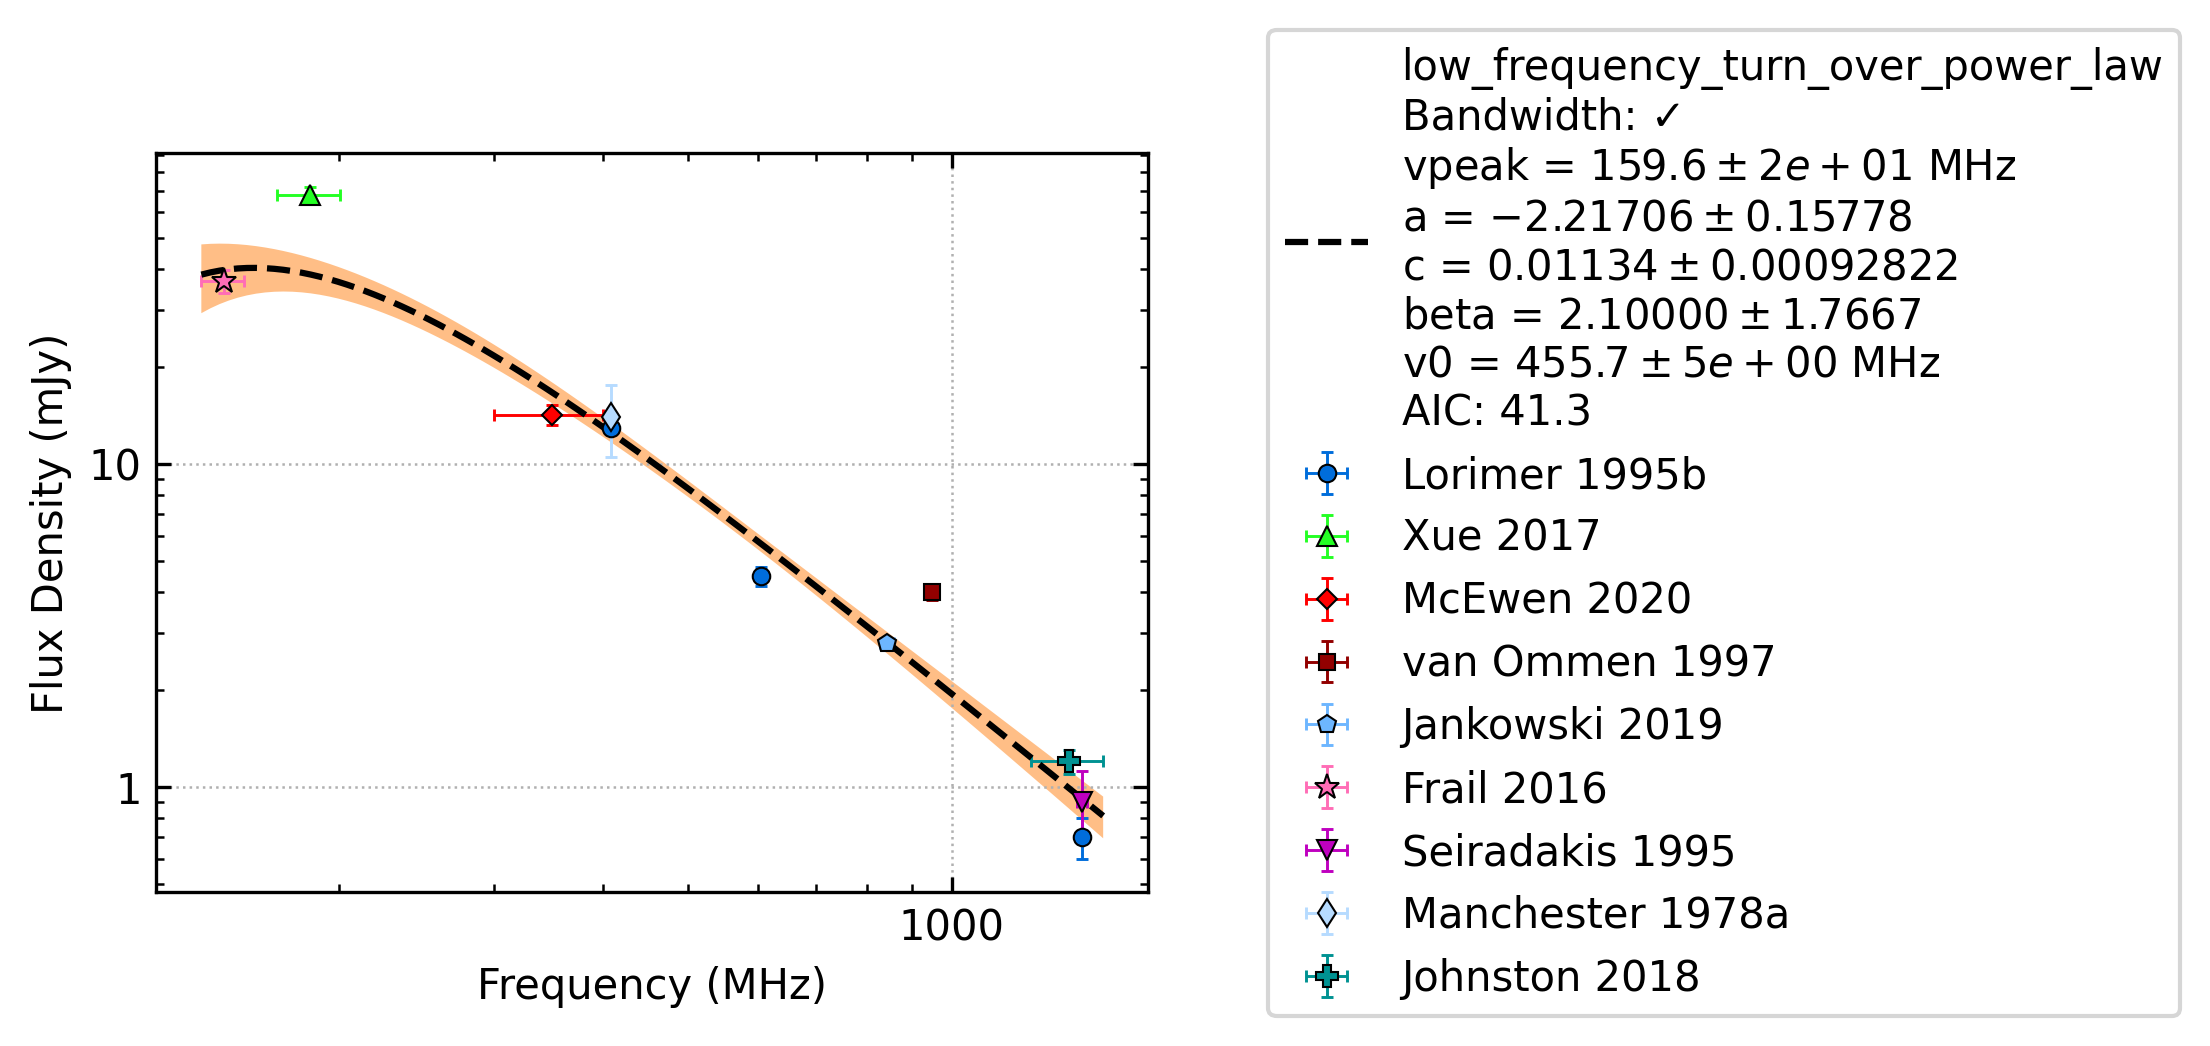 low_frequency_turn_over_power_law
Bandwidth: ✓
vpeak = 159.6 ± 2e + 01 MHz
a = −2.21706 ± 0.15778
c = 0.01134 ± 0.00092822
beta = 2.10000 ± 1.7667
v0 = 455.7 ± 5e + 00 MHz
AIC: 41.3
Lorimer 1995b
Xue 2017
McEwen 2020
van Ommen 1997
Jankowski 2019
Frail 2016
Seiradakis 1995
Manchester 1978a
Johnston 2018
Flux Density (mJy)
10
1
1000
Frequency (MHz)